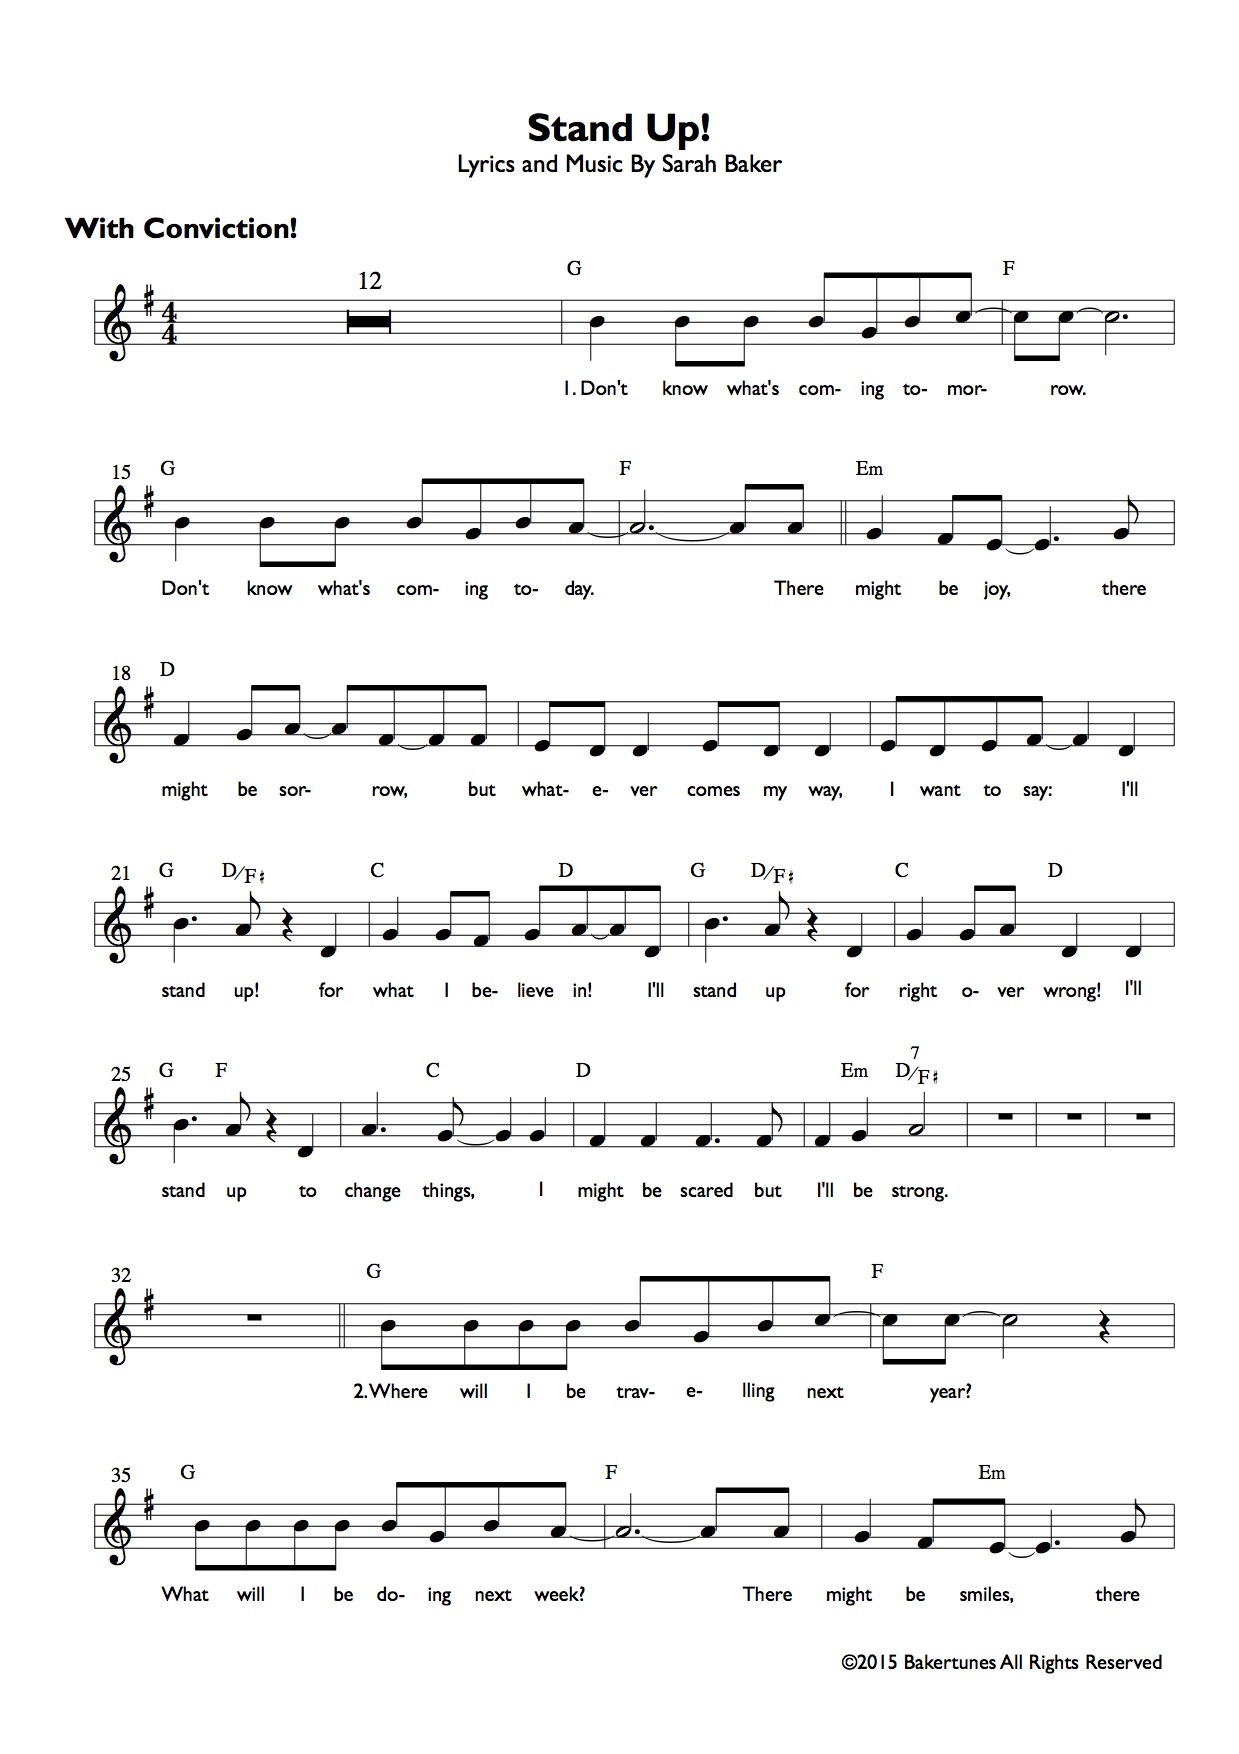 Stand Up!
Lyrics and Music By Sarah Baker
With Conviction!
12
G F
4
4
1. Don't know what's com- ing to- mor- row.
15 G F Em
Don't know what's com- ing to- day. There might be joy, there
18 D
might be sor- row, but what- e- ver comes my way, I want to say: I'll
21 G D/F♯ C D G D/F♯ C D
stand up! for what I be- lieve in! I'll stand up for right o- ver wrong! I'll
25 G F C D Em D7/F♯
stand up to change things, I might be scared but I'll be strong.
32 G F
2. Where will I be trav- e- lling next year?
35 G F Em
What will I be do- ing next week? There might be smiles, there
©2015 Bakertunes All Rights Reserved